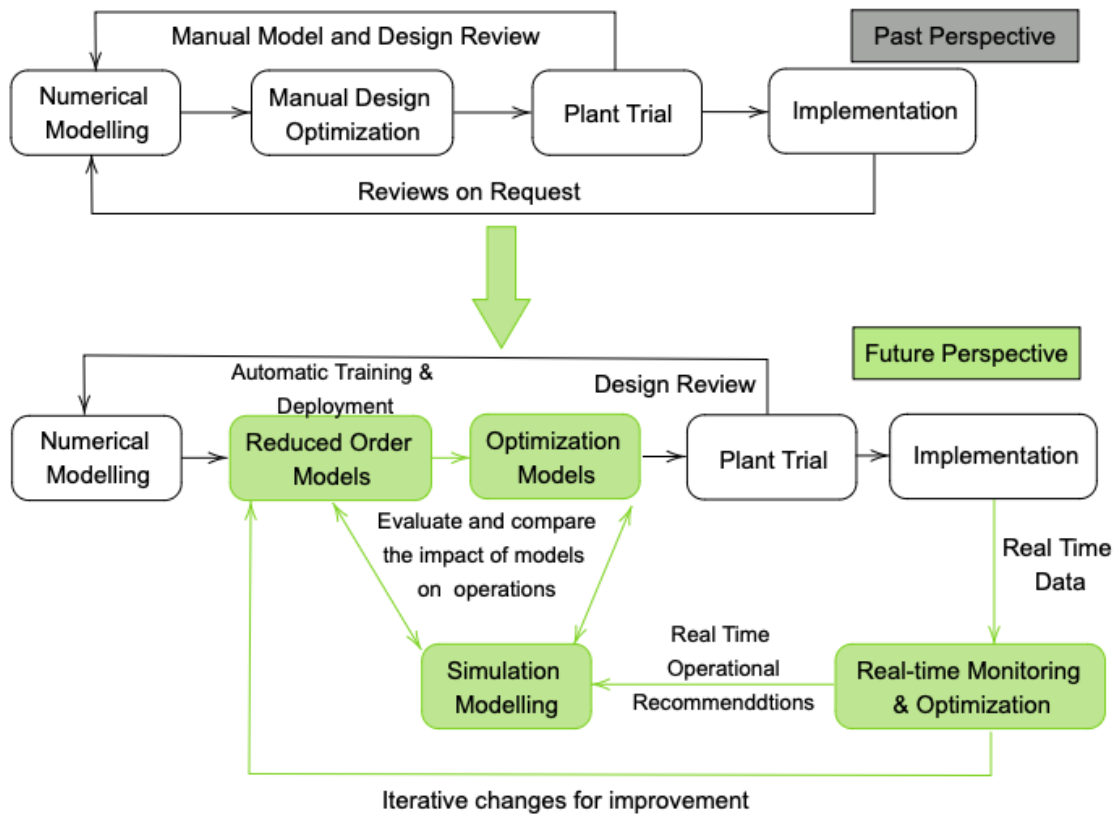 Manual Model and Design Review
Past Perspective
Numerical
Modelling
Manual Design
Optimization
Plant Trial
Implementation
Reviews on Request
Future Perspective
Automatic Training &
Deployment
Design Review
Numerical
Modelling
Reduced Order
Models
Optimization
Models
Plant Trial
Implementation
Evaluate and compare
the impact of models
on operations
Real Time
Data
Simulation
Modelling
Real Time
Operational
Recommenddtions
Real-time Monitoring
& Optimization
Iterative changes for improvement